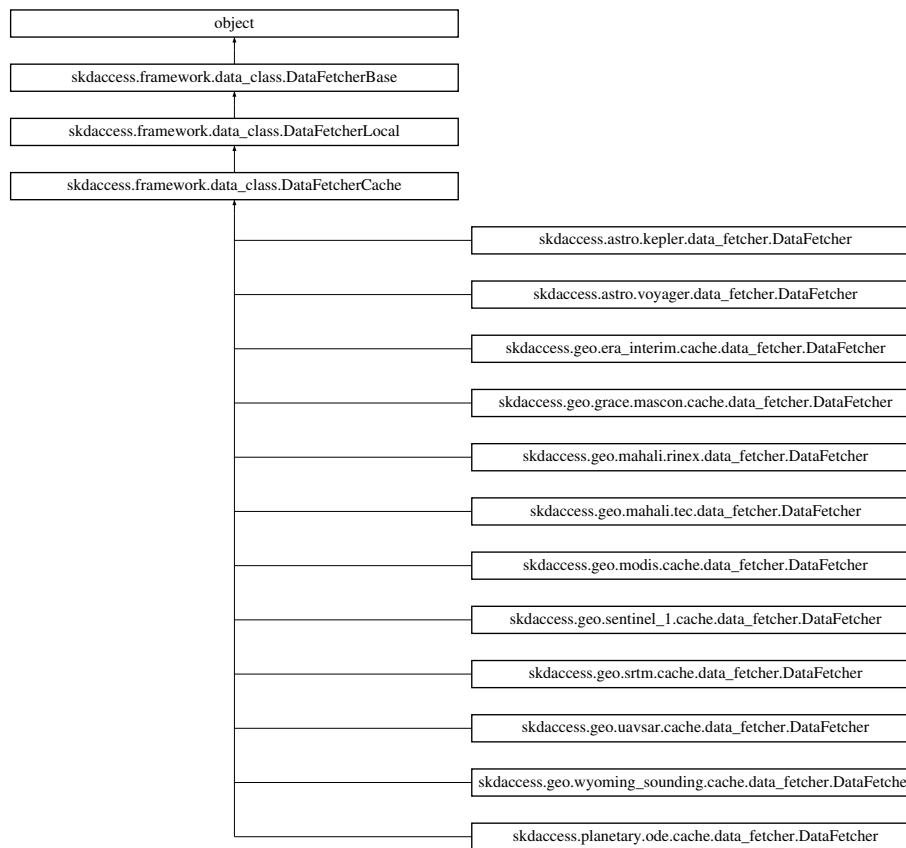 object
skdaccess.framework.data_class.DataFetcherBase
skdaccess.framework.data_class.DataFetcherLocal
skdaccess.framework.data_class.DataFetcherCache
skdaccess.astro.kepler.data_fetcher.DataFetcher
skdaccess.astro.voyager.data_fetcher.DataFetcher
skdaccess.geo.era_interim.cache.data_fetcher.DataFetcher
skdaccess.geo.grace.mascon.cache.data_fetcher.DataFetcher
skdaccess.geo.mahali.rinex.data_fetcher.DataFetcher
skdaccess.geo.mahali.tec.data_fetcher.DataFetcher
skdaccess.geo.modis.cache.data_fetcher.DataFetcher
skdaccess.geo.sentinel_1.cache.data_fetcher.DataFetcher
skdaccess.geo.srtm.cache.data_fetcher.DataFetcher
skdaccess.geo.uavsar.cache.data_fetcher.DataFetcher
skdaccess.geo.wyoming_sounding.cache.data_fetcher.DataFetche
skdaccess.planetary.ode.cache.data_fetcher.DataFetcher